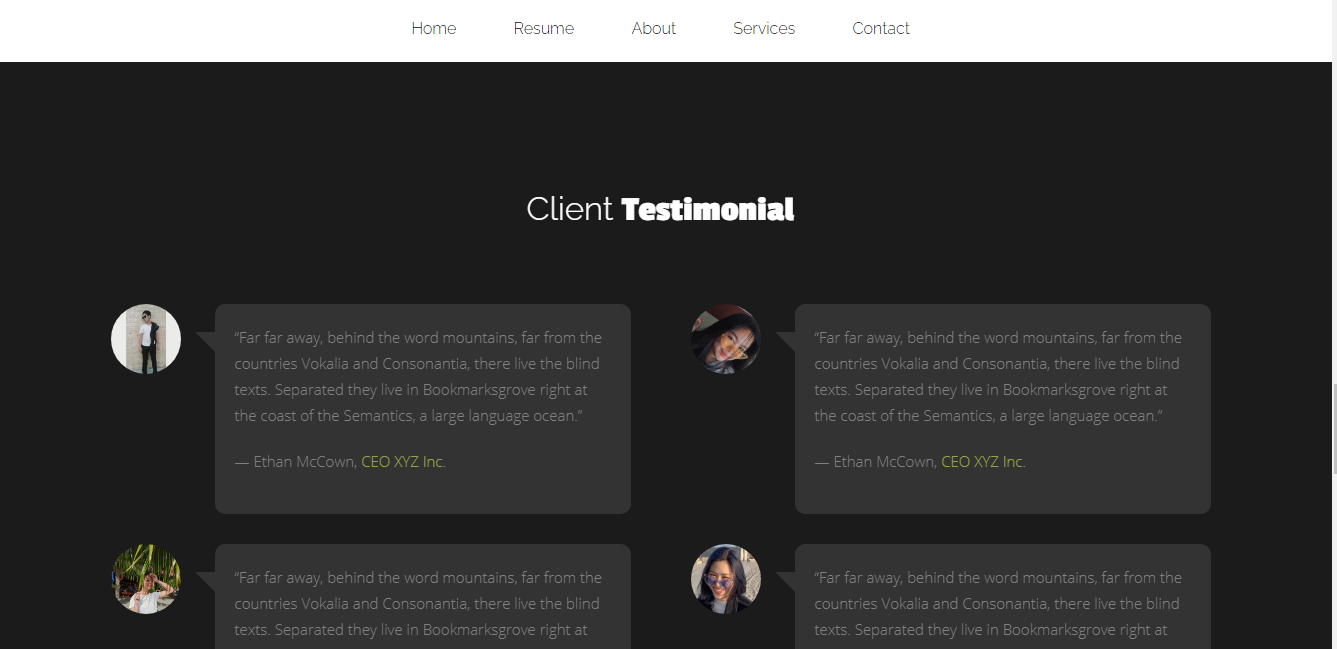 Home Resume About Services Contact
Client Testimonial
“Far far away, behind the word mountains, far from the
countries Vokalia and Consonantia, there live the blind
texts. Separated they live in Bookmarksgrove right at
the coast of the Semantics, a large language ocean.”
— Ethan McCown, CEO XYZ Inc.
“Far far away, behind the word mountains, far from the
countries Vokalia and Consonantia, there live the blind
texts. Separated they live in Bookmarksgrove right at
the coast of the Semantics, a large language ocean.”
— Ethan McCown, CEO XYZ Inc.
“Far far away, behind the word mountains, far from the
countries Vokalia and Consonantia, there live the blind
texts. Separated they live in Bookmarksgrove right at
“Far far away, behind the word mountains, far from the
countries Vokalia and Consonantia, there live the blind
texts. Separated they live in Bookmarksgrove right at